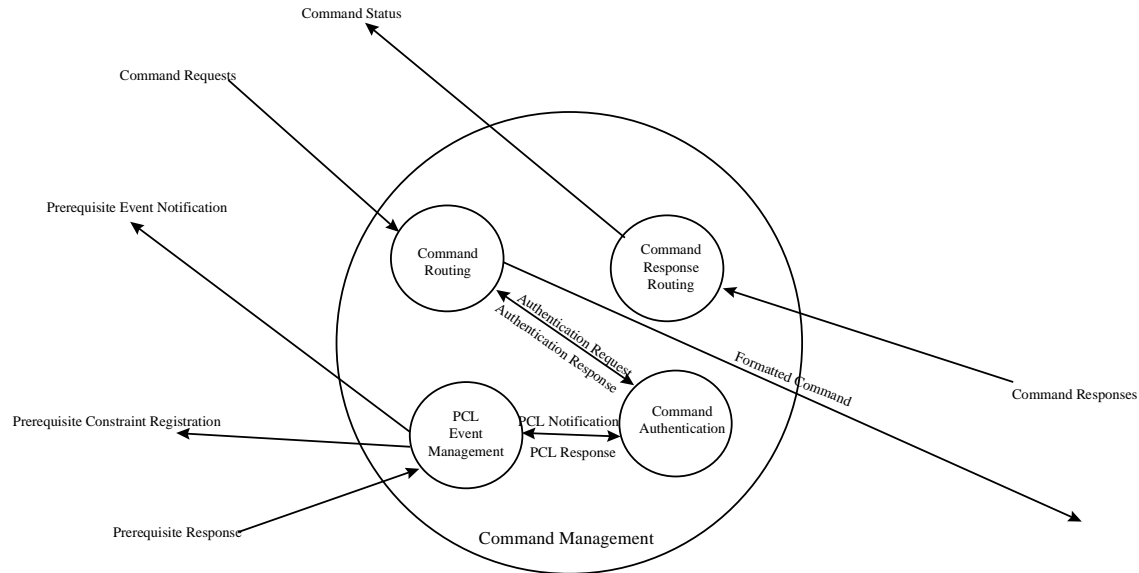 Command Status
Command Requests
Prerequisite Event Notification
Command
Routing
Command
Response
Routing
Authentication Request
Authentication Response
Formatted Command
Command Responses
Prerequisite Constraint Registration
PCL
Event
Management
PCL Notification
PCL Response
Command
Authentication
Prerequisite Response
Command Management